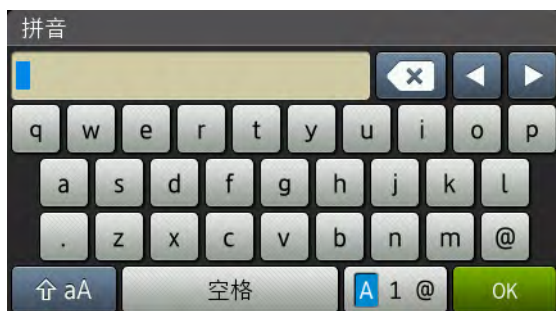 拼音
q w e r t y u i o p
a s d f g h j k l
. z x c v b n m @
aA 空格 A 1 @ OK